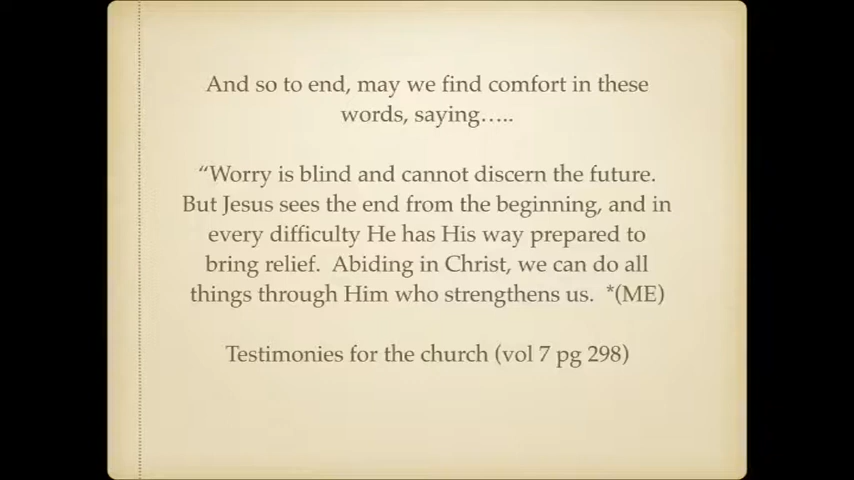 And so to end, may we find comfort in these
words, saying…..
“Worry is blind and cannot discern the future.
But Jesus sees the end from the beginning, and in
every difficulty He has His way prepared to
bring relief.  Abiding in Christ, we can do all
things through Him who strengthens us.  *(ME)
Testimonies for the church (vol 7 pg 298)